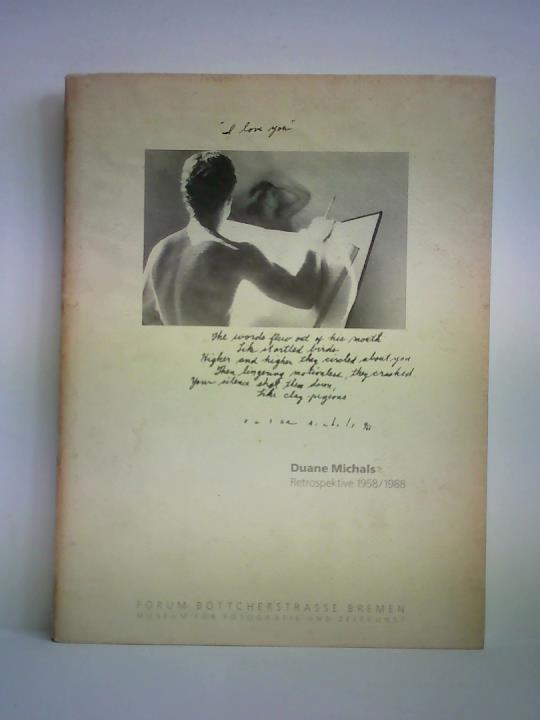 "I love you"
The words flew out of his mouth
Like startled birds
Higher and higher they circled about you
Then lingering motionless, they crashed
Your silence shot them down,
Like clay pigeons
Duane Michals
Retrospektive 1958/1988
FORUM BÖTTCHERSTRASSE BREMEN
MUSEUM FÜR FOTOGRAFIE UND ZEITKUNST